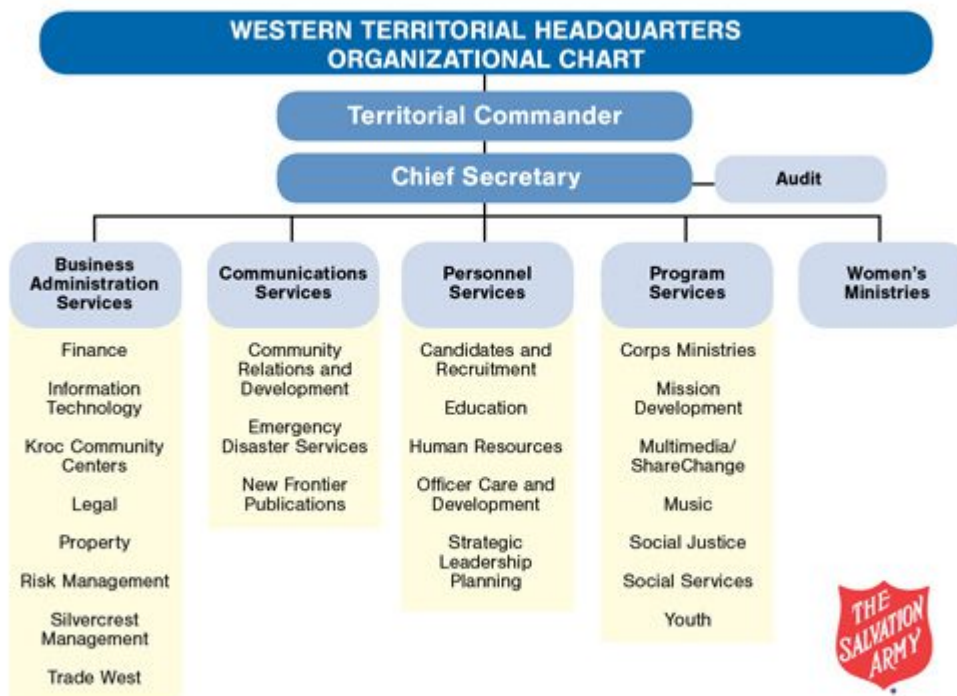 WESTERN TERRITORIAL HEADQUARTERS
ORGANIZATIONAL CHART
Territorial Commander
Chief Secretary
Audit
Business
Administration
Services
Finance
Information
Technology
Kroc Community
Centers
Legal
Property
Risk Management
Silvercrest
Management
Trade West
Communications
Services
Community
Relations and
Development
Emergency
Disaster Services
New Frontier
Publications
Personnel
Services
Candidates and
Recruitment
Education
Human Resources
Officer Care and
Development
Strategic
Leadership
Planning
Program
Services
Corps Ministries
Mission
Development
Multimedia/
ShareChange
Music
Social Justice
Social Services
Youth
Women's
Ministries
THE
SALVATION
ARMY